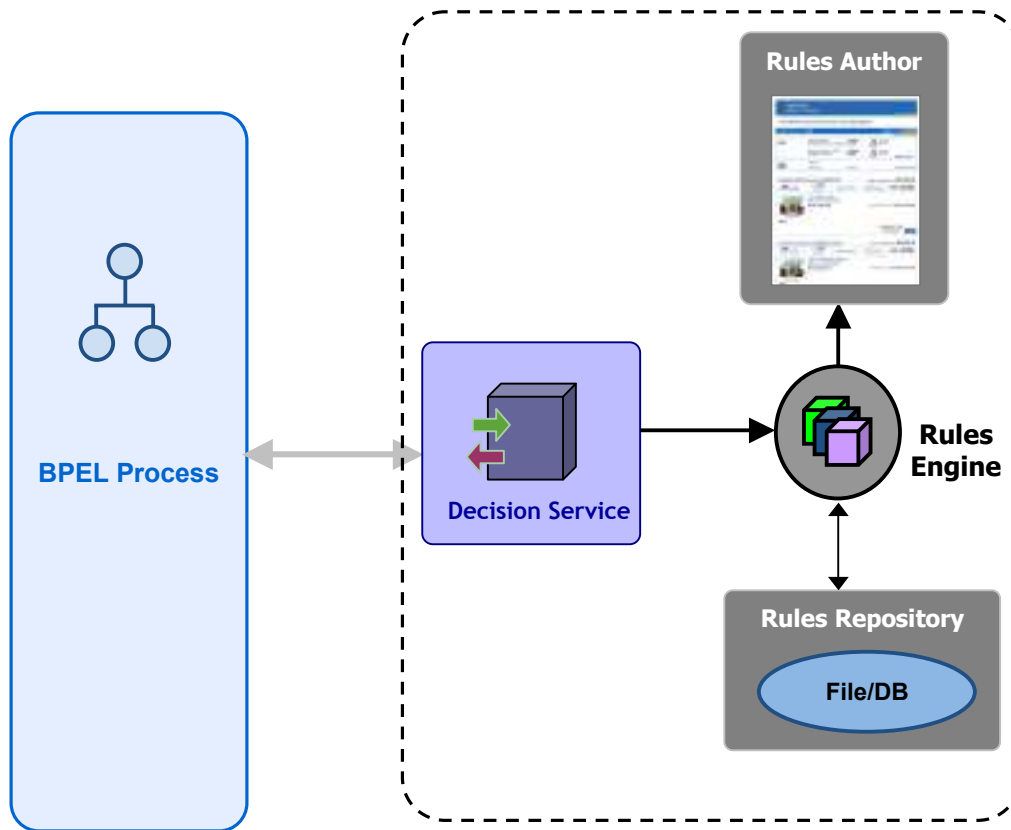 Rules Author
BPEL Process
Decision Service
Rules
Engine
Rules Repository
File/DB